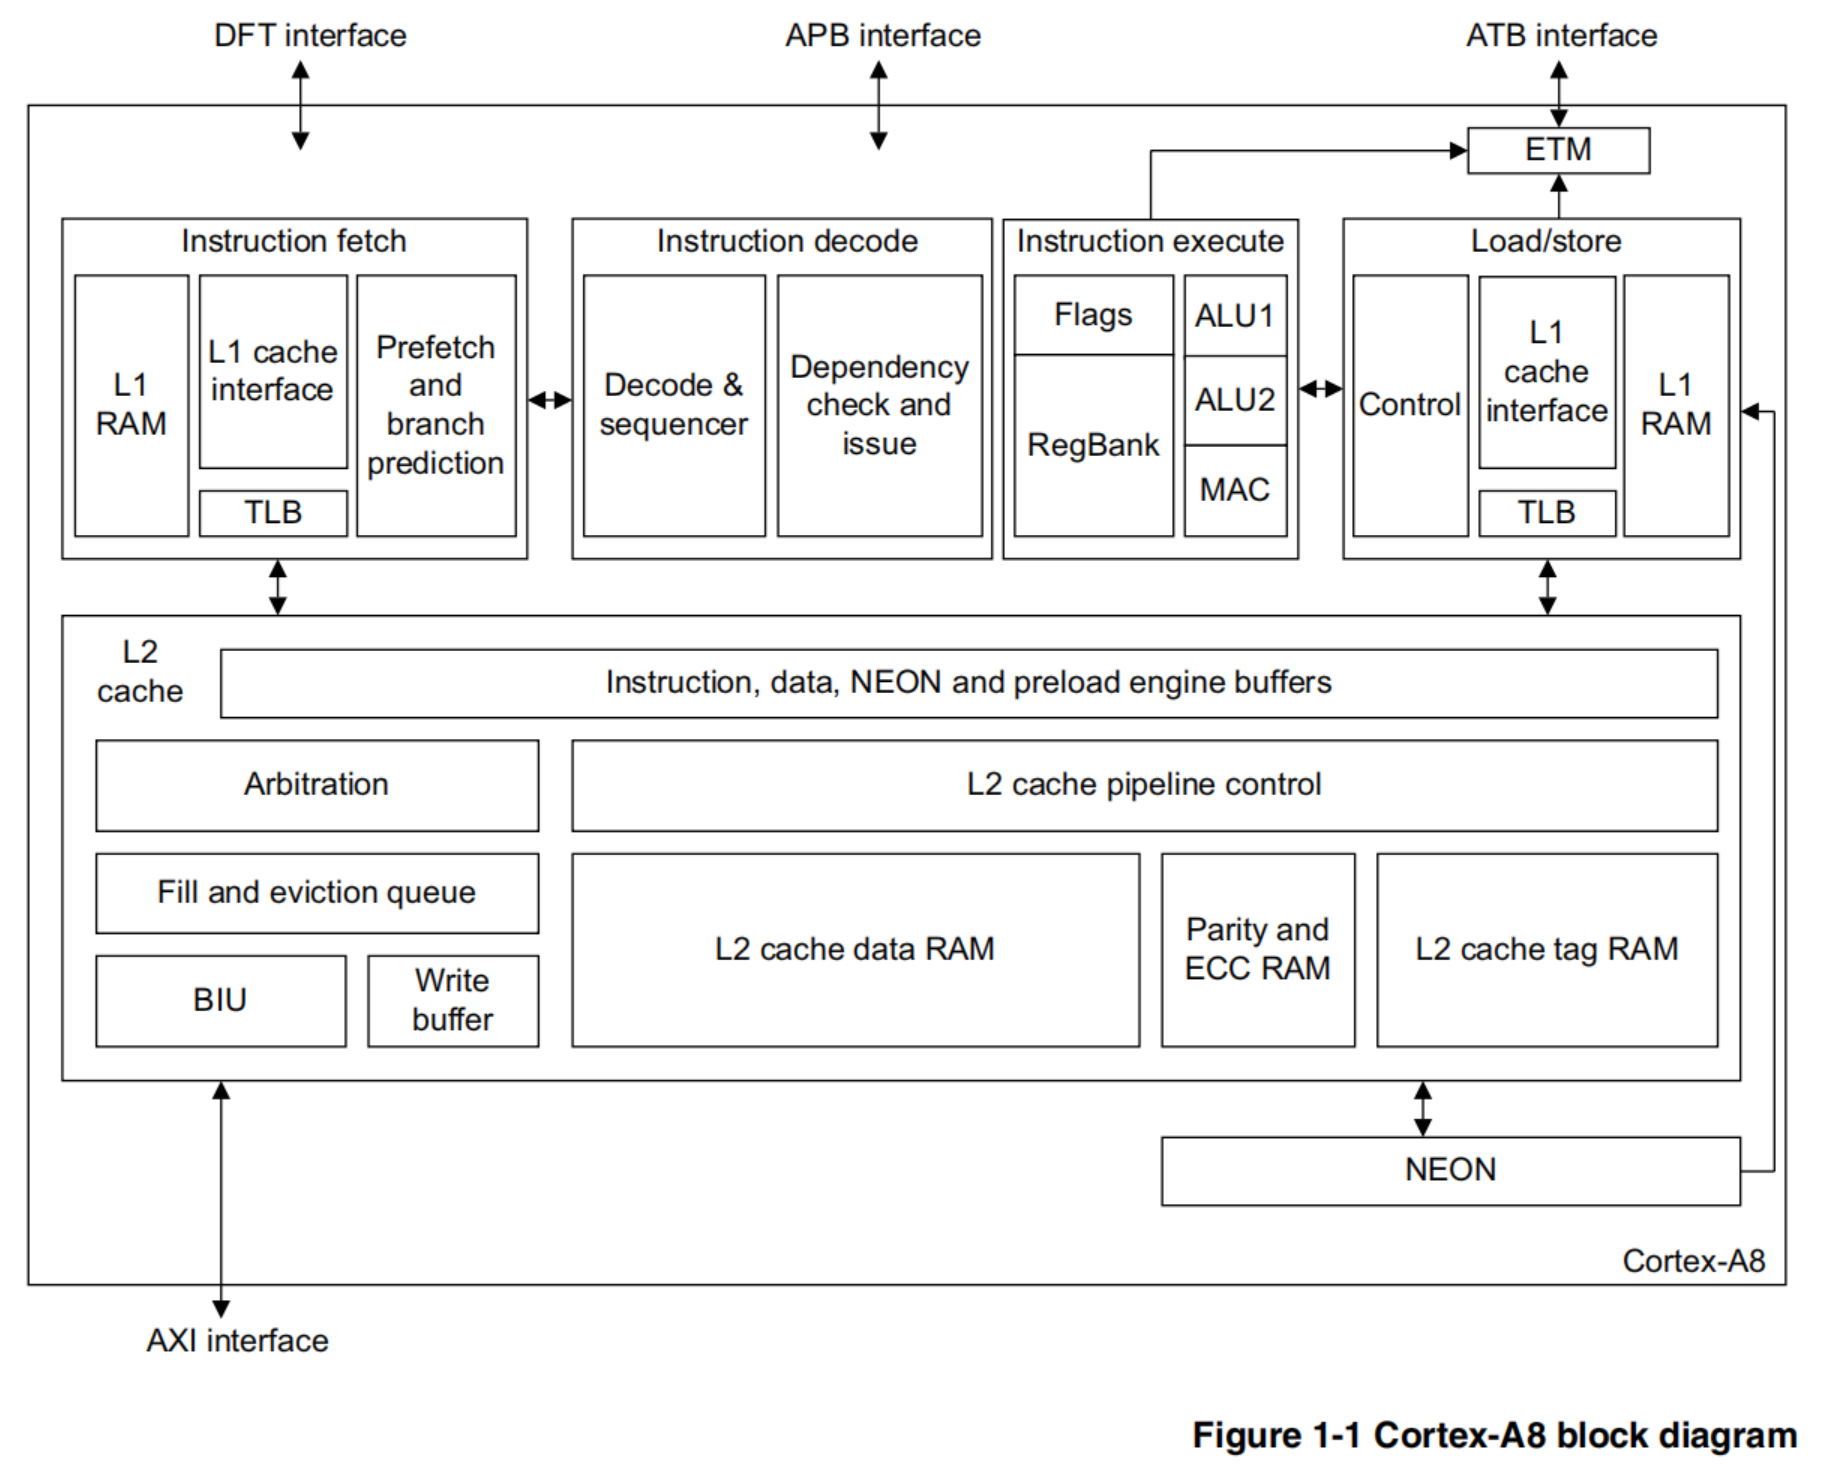 DFT interface
APB interface
ATB interface
ETM
Instruction fetch
L1
RAM
L1 cache
interface
TLB
Prefetch
and
branch
prediction
Instruction decode
Decode &
sequencer
Dependency
check and
issue
Instruction execute
Flags
RegBank
ALU1
ALU2
MAC
Load/store
Control
L1
cache
interface
TLB
L1
RAM
L2
cache
Instruction, data, NEON and preload engine buffers
Arbitration
L2 cache pipeline control
Fill and eviction queue
BIU
Write
buffer
L2 cache data RAM
Parity and
ECC RAM
L2 cache tag RAM
NEON
Cortex-A8
AXI interface
Figure 1-1 Cortex-A8 block diagram